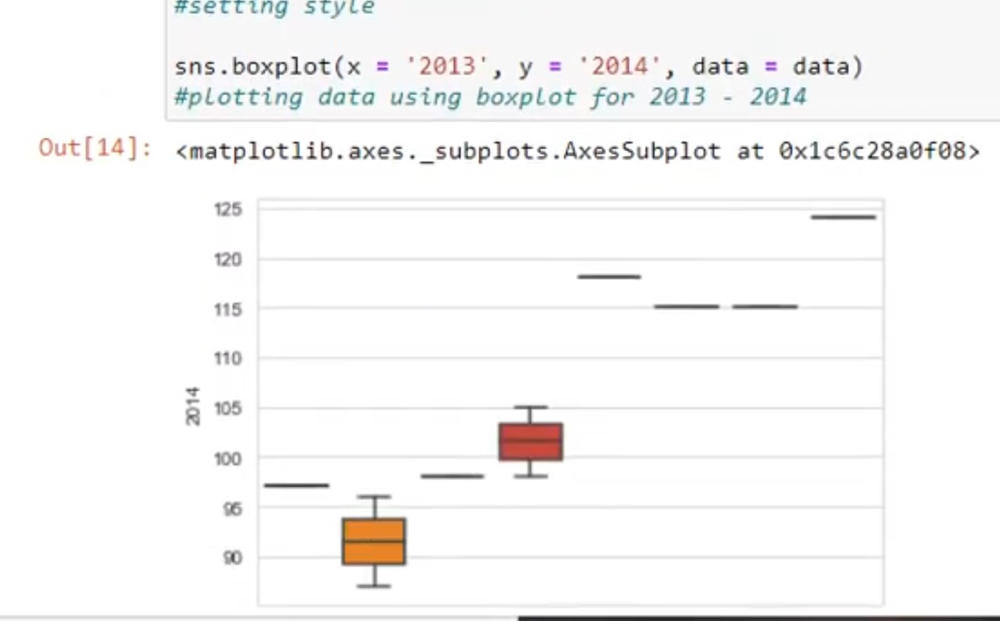 #setting style
sns.boxplot(x = '2013', y = '2014', data = data)
#plotting data using boxplot for 2013 - 2014
Out[14]: <matplotlib.axes._subplots.AxesSubplot at 0x1c6c28a0f08>
125
120
115
110
105
100
95
90
2014